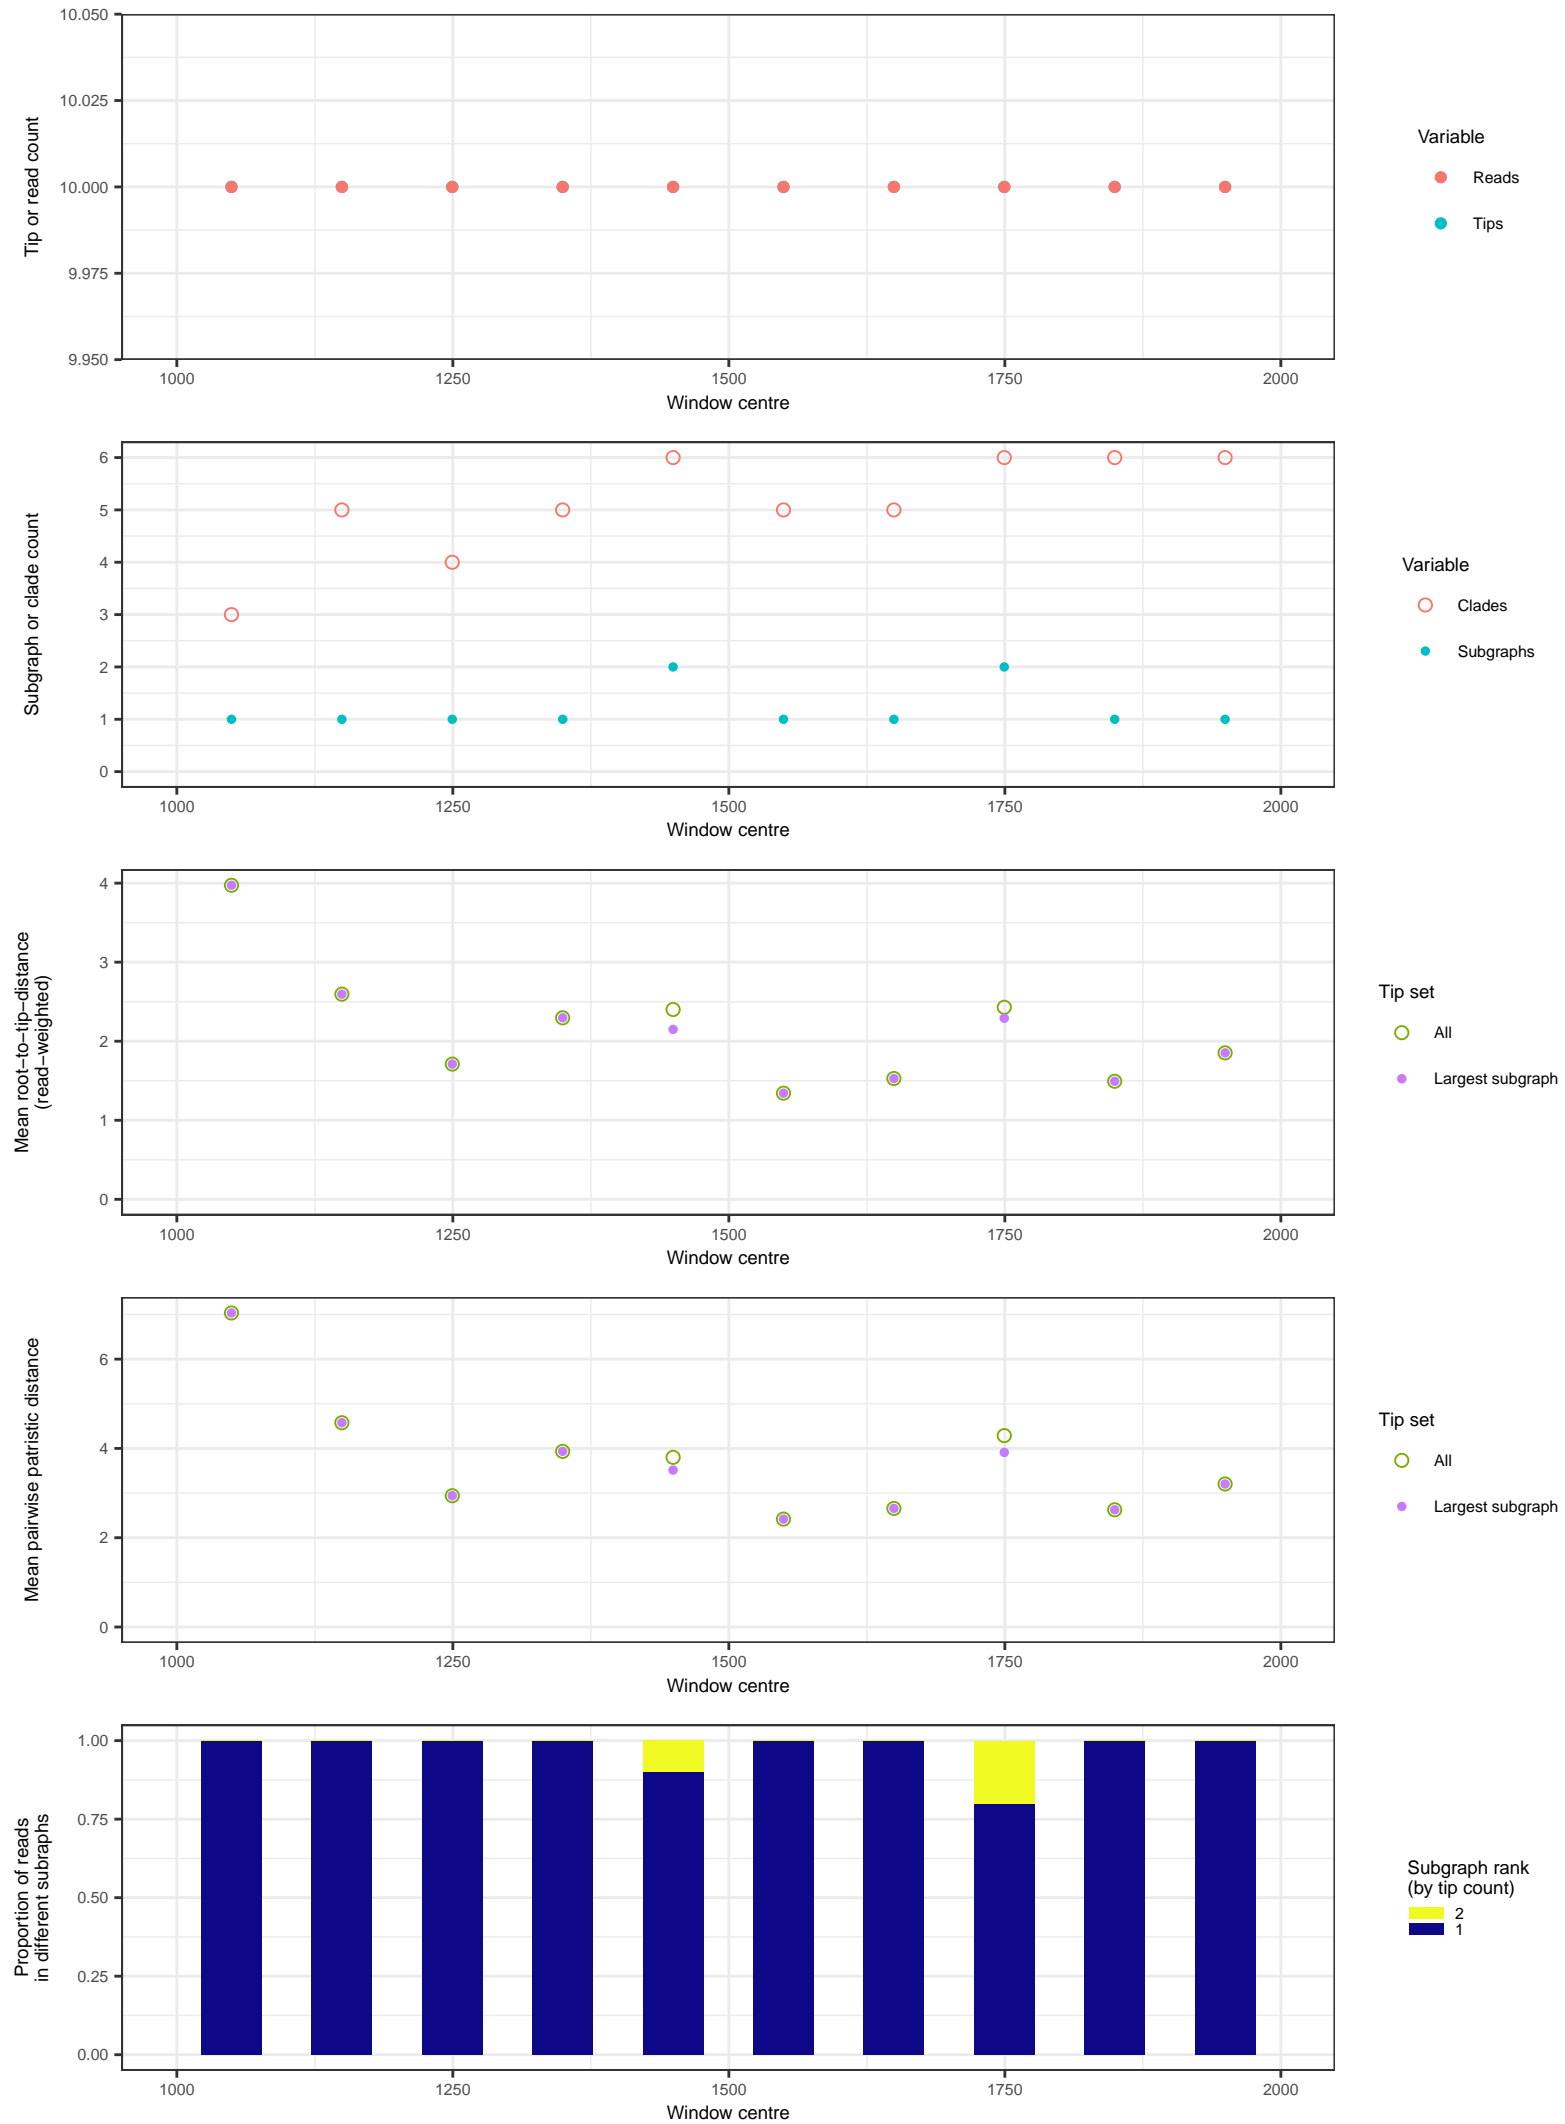 10.050
10.025
10.000
9.975
9.950
Tip or read count
1000 1250 1500 1750 2000
Window centre
Variable
Reads
Tips
6
5
4
3
2
1
0
Subgraph or clade count
1000 1250 1500 1750 2000
Window centre
Variable
Clades
Subgraphs
4
3
2
1
0
Mean root−to−tip−distance
(read−weighted)
1000 1250 1500 1750 2000
Window centre
Tip set
All
Largest subgraph
6
4
2
0
Mean pairwise patristic distance
1000 1250 1500 1750 2000
Window centre
Tip set
All
Largest subgraph
1.00
0.75
0.50
0.25
0.00
Proportion of reads
in different subraphs
1000 1250 1500 1750 2000
Window centre
Subgraph rank
(by tip count)
2
1